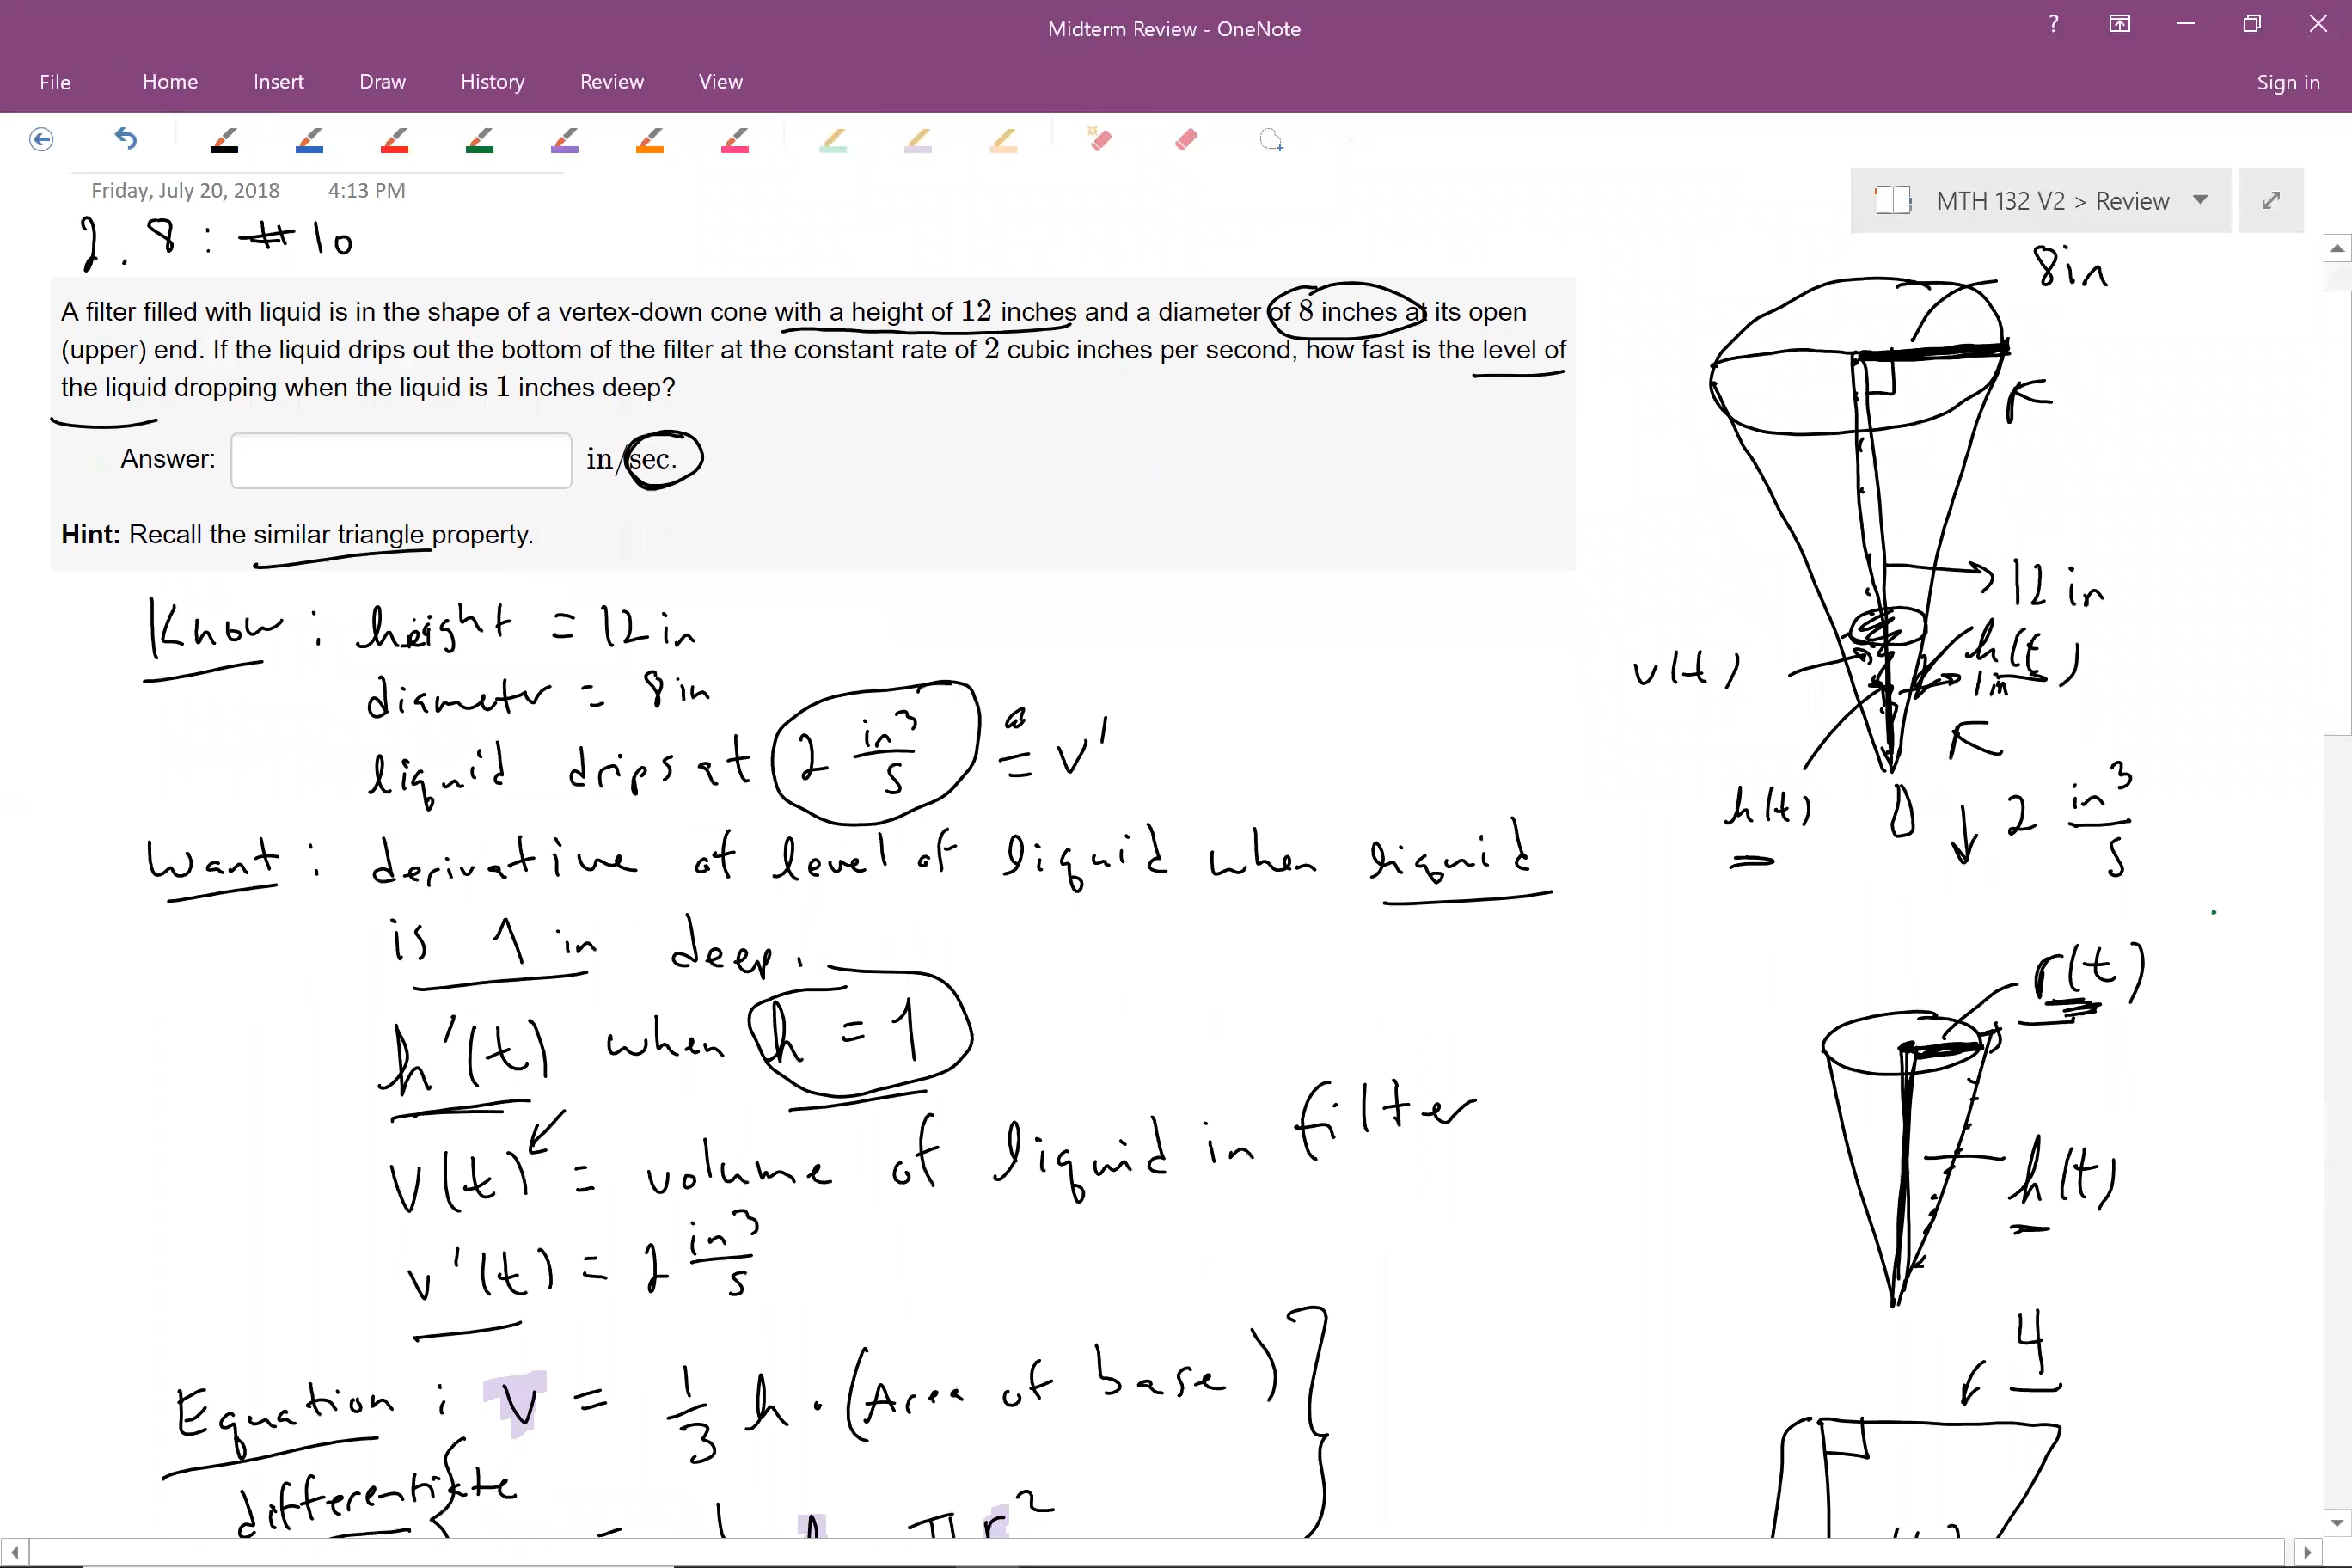 Midterm Review - OneNote
?
File Home Insert Draw History Review View
Sign in
Friday, July 20, 2018 4:13 PM
MTH 132 V2 > Review
2.8 : #10
A filter filled with liquid is in the shape of a vertex-down cone with a height of 12 inches and a diameter of 8 inches at its open
(upper) end. If the liquid drips out the bottom of the filter at the constant rate of 2 cubic inches per second, how fast is the level of
the liquid dropping when the liquid is 1 inches deep?
Answer: in/sec.
Hint: Recall the similar triangle property.
Know : height = 12 in
diameter = 8 in
liquid drips at 2 in³/s = v'
Want : derivative of level of liquid when liquid
is 1 in deep.
h'(t) when h = 1
V(t) = volume of liquid in filter
v'(t) = 2 in³/s
Equation : V = 1/3 h · (Area of base)
differentiate
= π r²
8in
12 in
v(t)
h(t)
1in
h(t)
2 in³/s
r(t)
h(t)
4